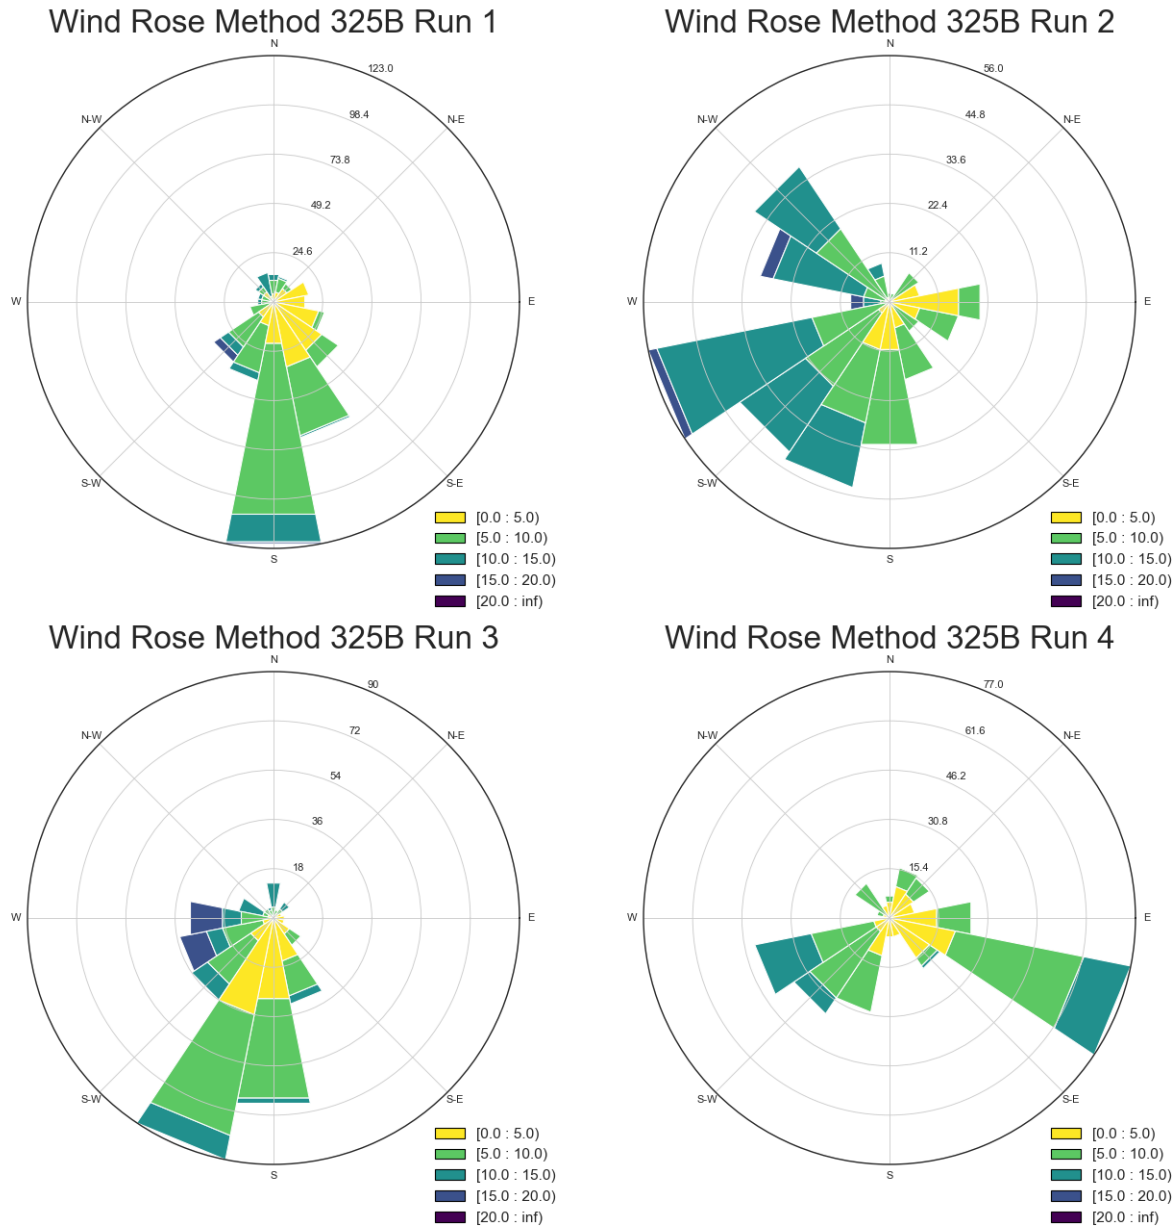 Wind Rose Method 325B Run 1
N
123.0
98.4
73.8
49.2
24.6
N-W
N-E
W
E
S-W
S-E
S
[0.0 : 5.0)
[5.0 : 10.0)
[10.0 : 15.0)
[15.0 : 20.0)
[20.0 : inf)
Wind Rose Method 325B Run 2
N
56.0
44.8
33.6
22.4
11.2
N-W
N-E
W
E
S-W
S-E
S
[0.0 : 5.0)
[5.0 : 10.0)
[10.0 : 15.0)
[15.0 : 20.0)
[20.0 : inf)
Wind Rose Method 325B Run 3
N
90
72
54
36
18
N-W
N-E
W
E
S-W
S-E
S
[0.0 : 5.0)
[5.0 : 10.0)
[10.0 : 15.0)
[15.0 : 20.0)
[20.0 : inf)
Wind Rose Method 325B Run 4
N
77.0
61.6
46.2
30.8
15.4
N-W
N-E
W
E
S-W
S-E
S
[0.0 : 5.0)
[5.0 : 10.0)
[10.0 : 15.0)
[15.0 : 20.0)
[20.0 : inf)